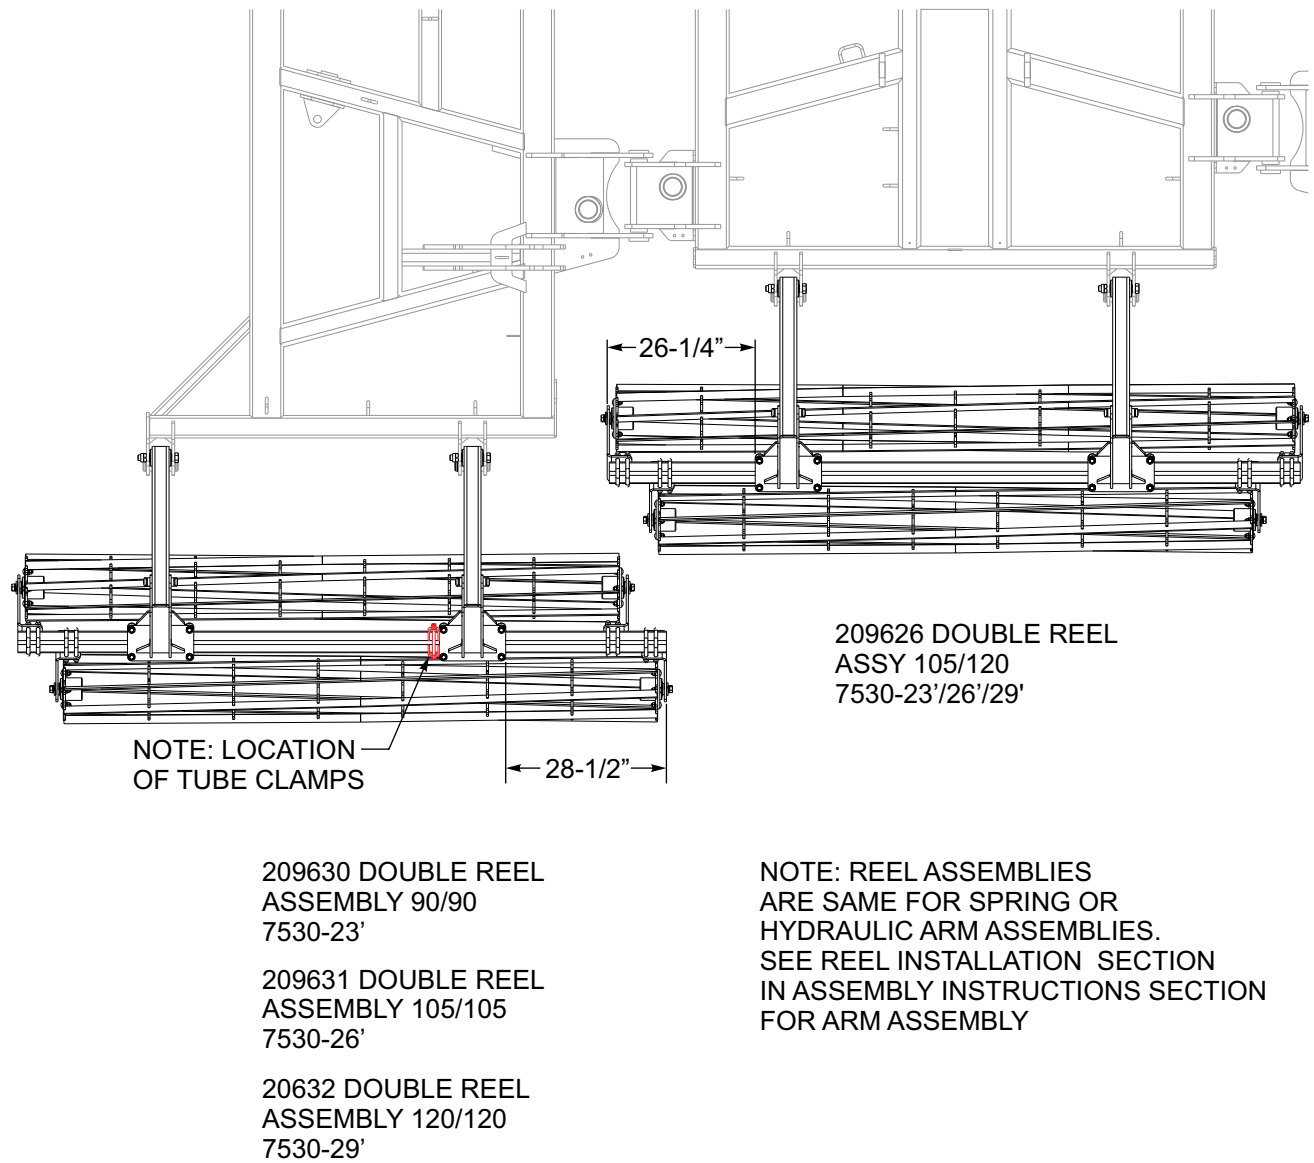 26-1/4”
209626 DOUBLE REEL
ASSY 105/120
7530-23’/26’/29'
NOTE: LOCATION
OF TUBE CLAMPS
28-1/2”
209630 DOUBLE REEL
ASSEMBLY 90/90
7530-23’
209631 DOUBLE REEL
ASSEMBLY 105/105
7530-26’
20632 DOUBLE REEL
ASSEMBLY 120/120
7530-29’
NOTE: REEL ASSEMBLIES
ARE SAME FOR SPRING OR
HYDRAULIC ARM ASSEMBLIES.
SEE REEL INSTALLATION  SECTION
IN ASSEMBLY INSTRUCTIONS SECTION
FOR ARM ASSEMBLY